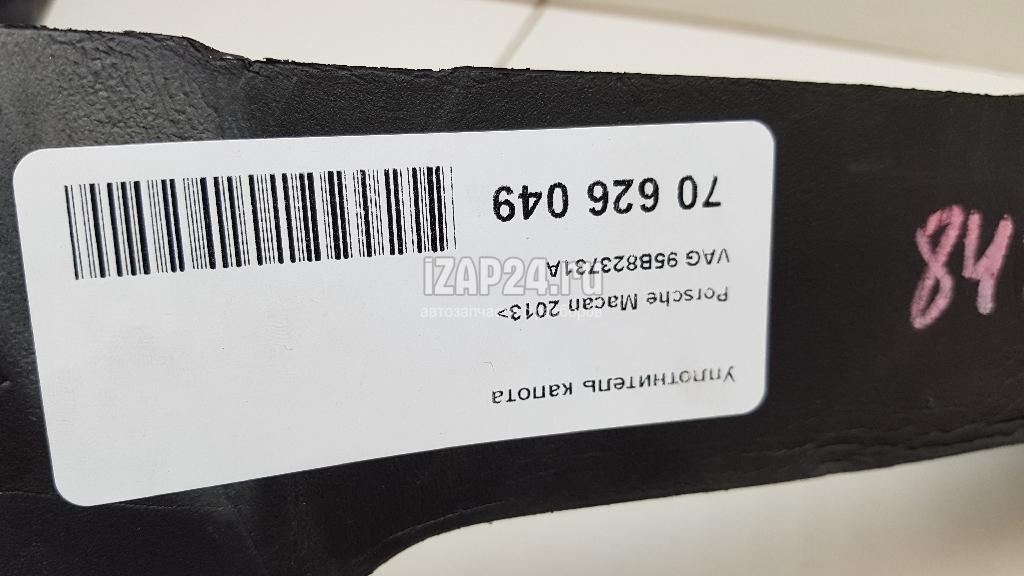 Уплотнитель капота
Porsche Macan 2013>
VAG 95B823731A
70 626 049
84
iZAP24.ru